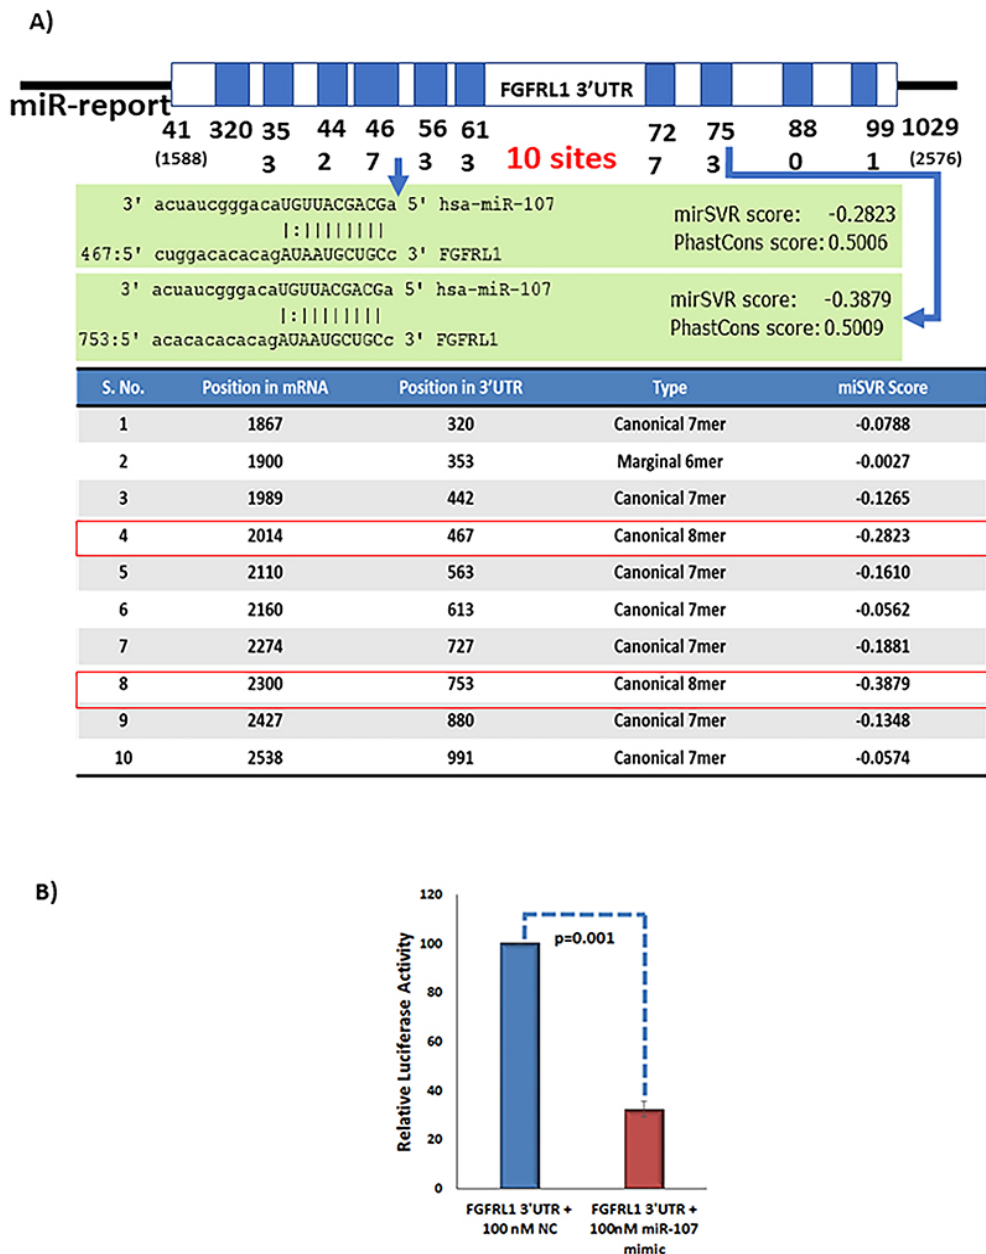 A)
FGFRL1 3'UTR
miR-report
41 320 35 44 46 56 61 72 75 88 99 1029
(1588) 3 2 7 3 3 10 sites 7 3 0 1 (2576)
3' acuaucgggacaUGUUACGACGa 5' hsa-miR-107
|:||||||||
467:5' cuggacacacagAUAAUGCUGCc 3' FGFRL1
mirSVR score: -0.2823
PhastCons score: 0.5006
3' acuaucgggacaUGUUACGACGa 5' hsa-miR-107
|:||||||||
753:5' acacacacacagAUAAUGCUGCc 3' FGFRL1
mirSVR score: -0.3879
PhastCons score: 0.5009
S. No. Position in mRNA Position in 3'UTR Type miSVR Score
1 1867 320 Canonical 7mer -0.0788
2 1900 353 Marginal 6mer -0.0027
3 1989 442 Canonical 7mer -0.1265
4 2014 467 Canonical 8mer -0.2823
5 2110 563 Canonical 7mer -0.1610
6 2160 613 Canonical 7mer -0.0562
7 2274 727 Canonical 7mer -0.1881
8 2300 753 Canonical 8mer -0.3879
9 2427 880 Canonical 7mer -0.1348
10 2538 991 Canonical 7mer -0.0574
B)
Relative Luciferase Activity
120
100
80
60
40
20
0
p=0.001
FGFRL1 3'UTR +
100 nM NC
FGFRL1 3'UTR +
100nM miR-107
mimic